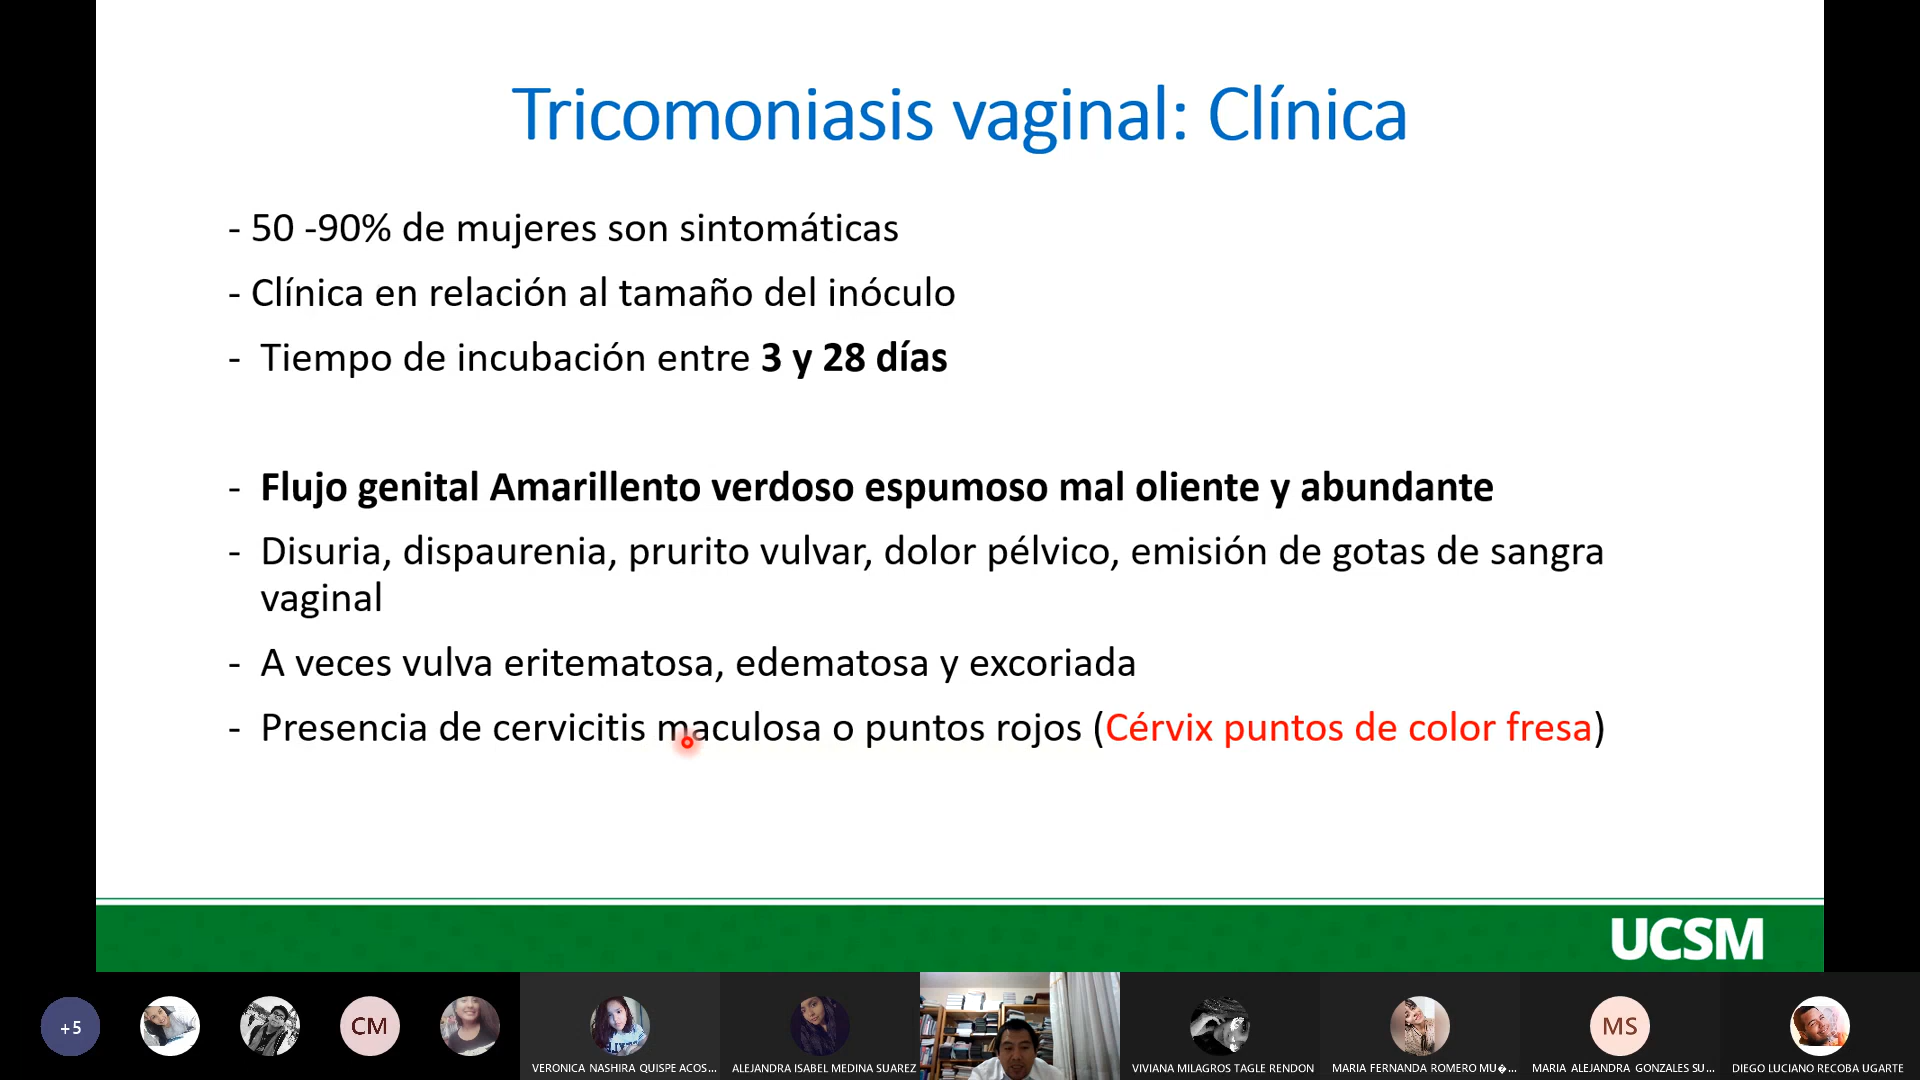 Tricomoniasis vaginal: Clínica
- 50 -90% de mujeres son sintomáticas
- Clínica en relación al tamaño del inóculo
- Tiempo de incubación entre 3 y 28 días
- Flujo genital Amarillento verdoso espumoso mal oliente y abundante
- Disuria, dispaurenia, prurito vulvar, dolor pélvico, emisión de gotas de sangra
vaginal
- A veces vulva eritematosa, edematosa y excoriada
- Presencia de cervicitis maculosa o puntos rojos (Cérvix puntos de color fresa)
UCSM
+5
CM
MS
VERONICA NASHIRA QUISPE ACOS...
ALEJANDRA ISABEL MEDINA SUAREZ
VIVIANA MILAGROS TAGLE RENDON
MARIA FERNANDA ROMERO MU�...
MARIA ALEJANDRA GONZALES SU...
DIEGO LUCIANO RECOBA UGARTE